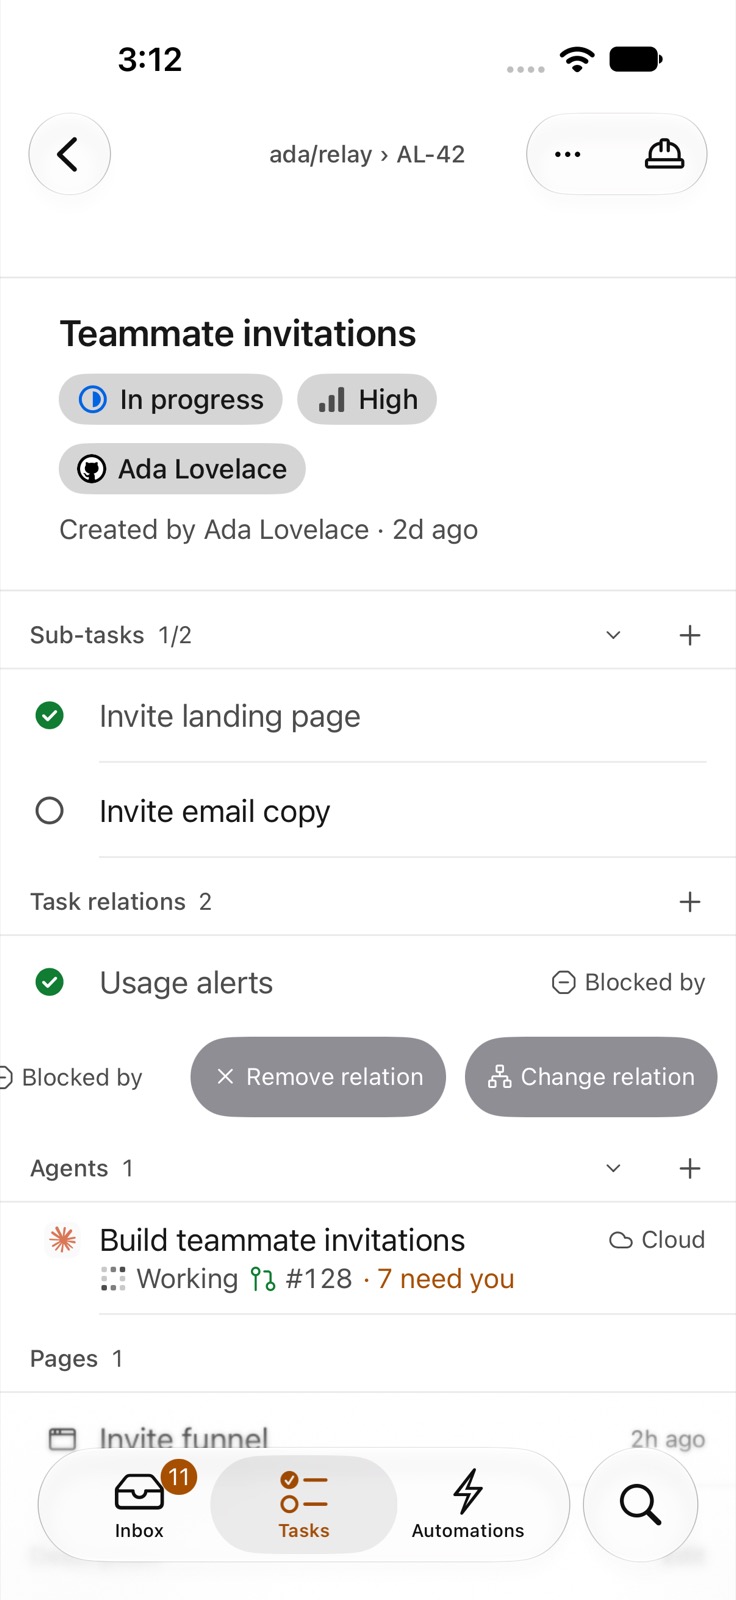 3:12
ada/relay › AL-42
Teammate invitations
In progress
High
Ada Lovelace
Created by Ada Lovelace · 2d ago
Sub-tasks 1/2
Invite landing page
Invite email copy
Task relations 2
Usage alerts Blocked by
Blocked by Remove relation Change relation
Agents 1
Build teammate invitations Cloud
Working #128 · 7 need you
Pages 1
Invite funnel 2h ago
11
Inbox Tasks Automations